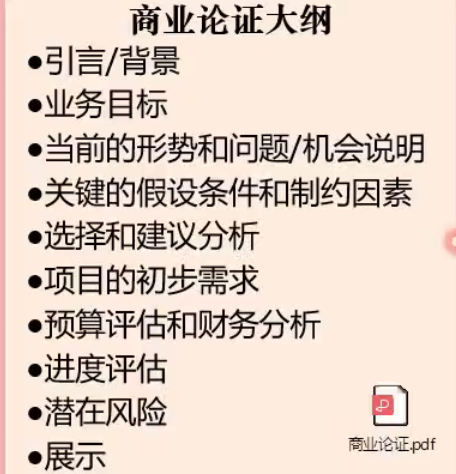 商业论证大纲
●引言/背景
●业务目标
●当前的形势和问题/机会说明
●关键的假设条件和制约因素
●选择和建议分析
●项目的初步需求
●预算评估和财务分析
●进度评估
●潜在风险
商业论证.pdf
●展示